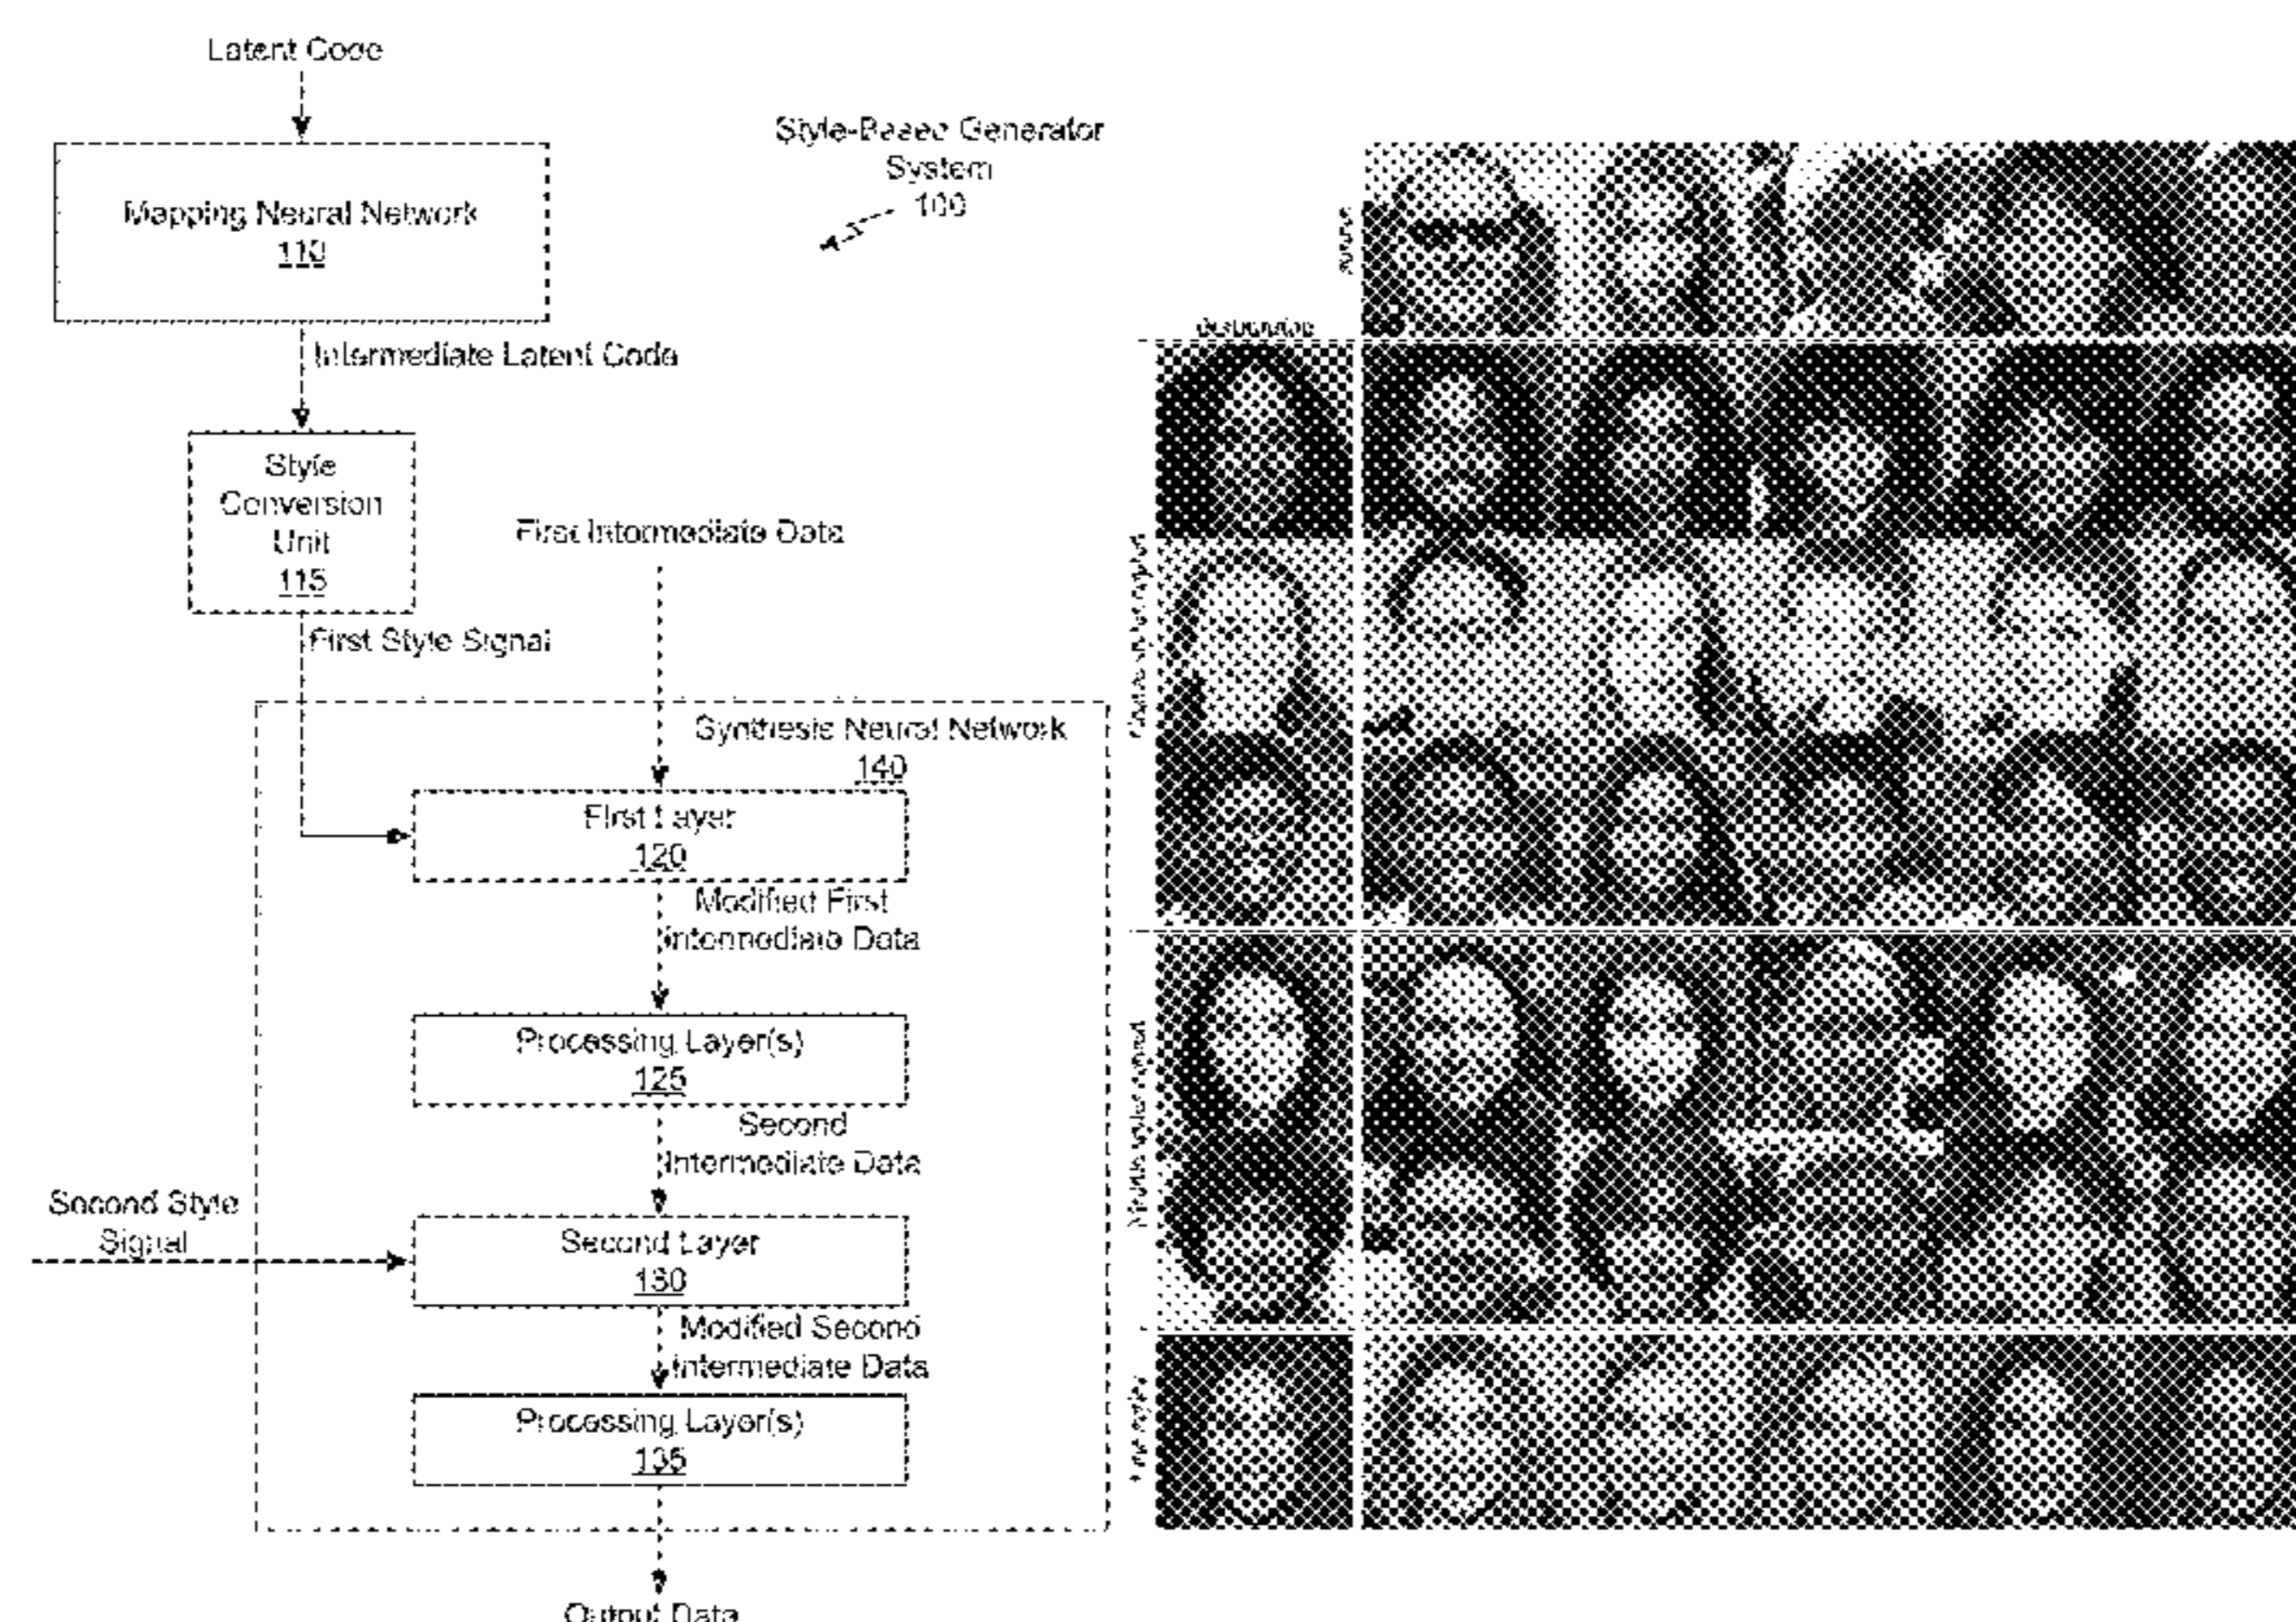 Latent Code
Mapping Neural Network
110
Intermediate Latent Code
Style
Conversion
Unit
115
First Style Signal
Style-Based Generator
System
100
First Intermediate Data
Synthesis Neural Network
140
First Layer
120
Modified First
Intermediate Data
Processing Layer(s)
125
Second
Intermediate Data
Second Style
Signal
Second Layer
130
Modified Second
Intermediate Data
Processing Layer(s)
135
Output Data
source
destination